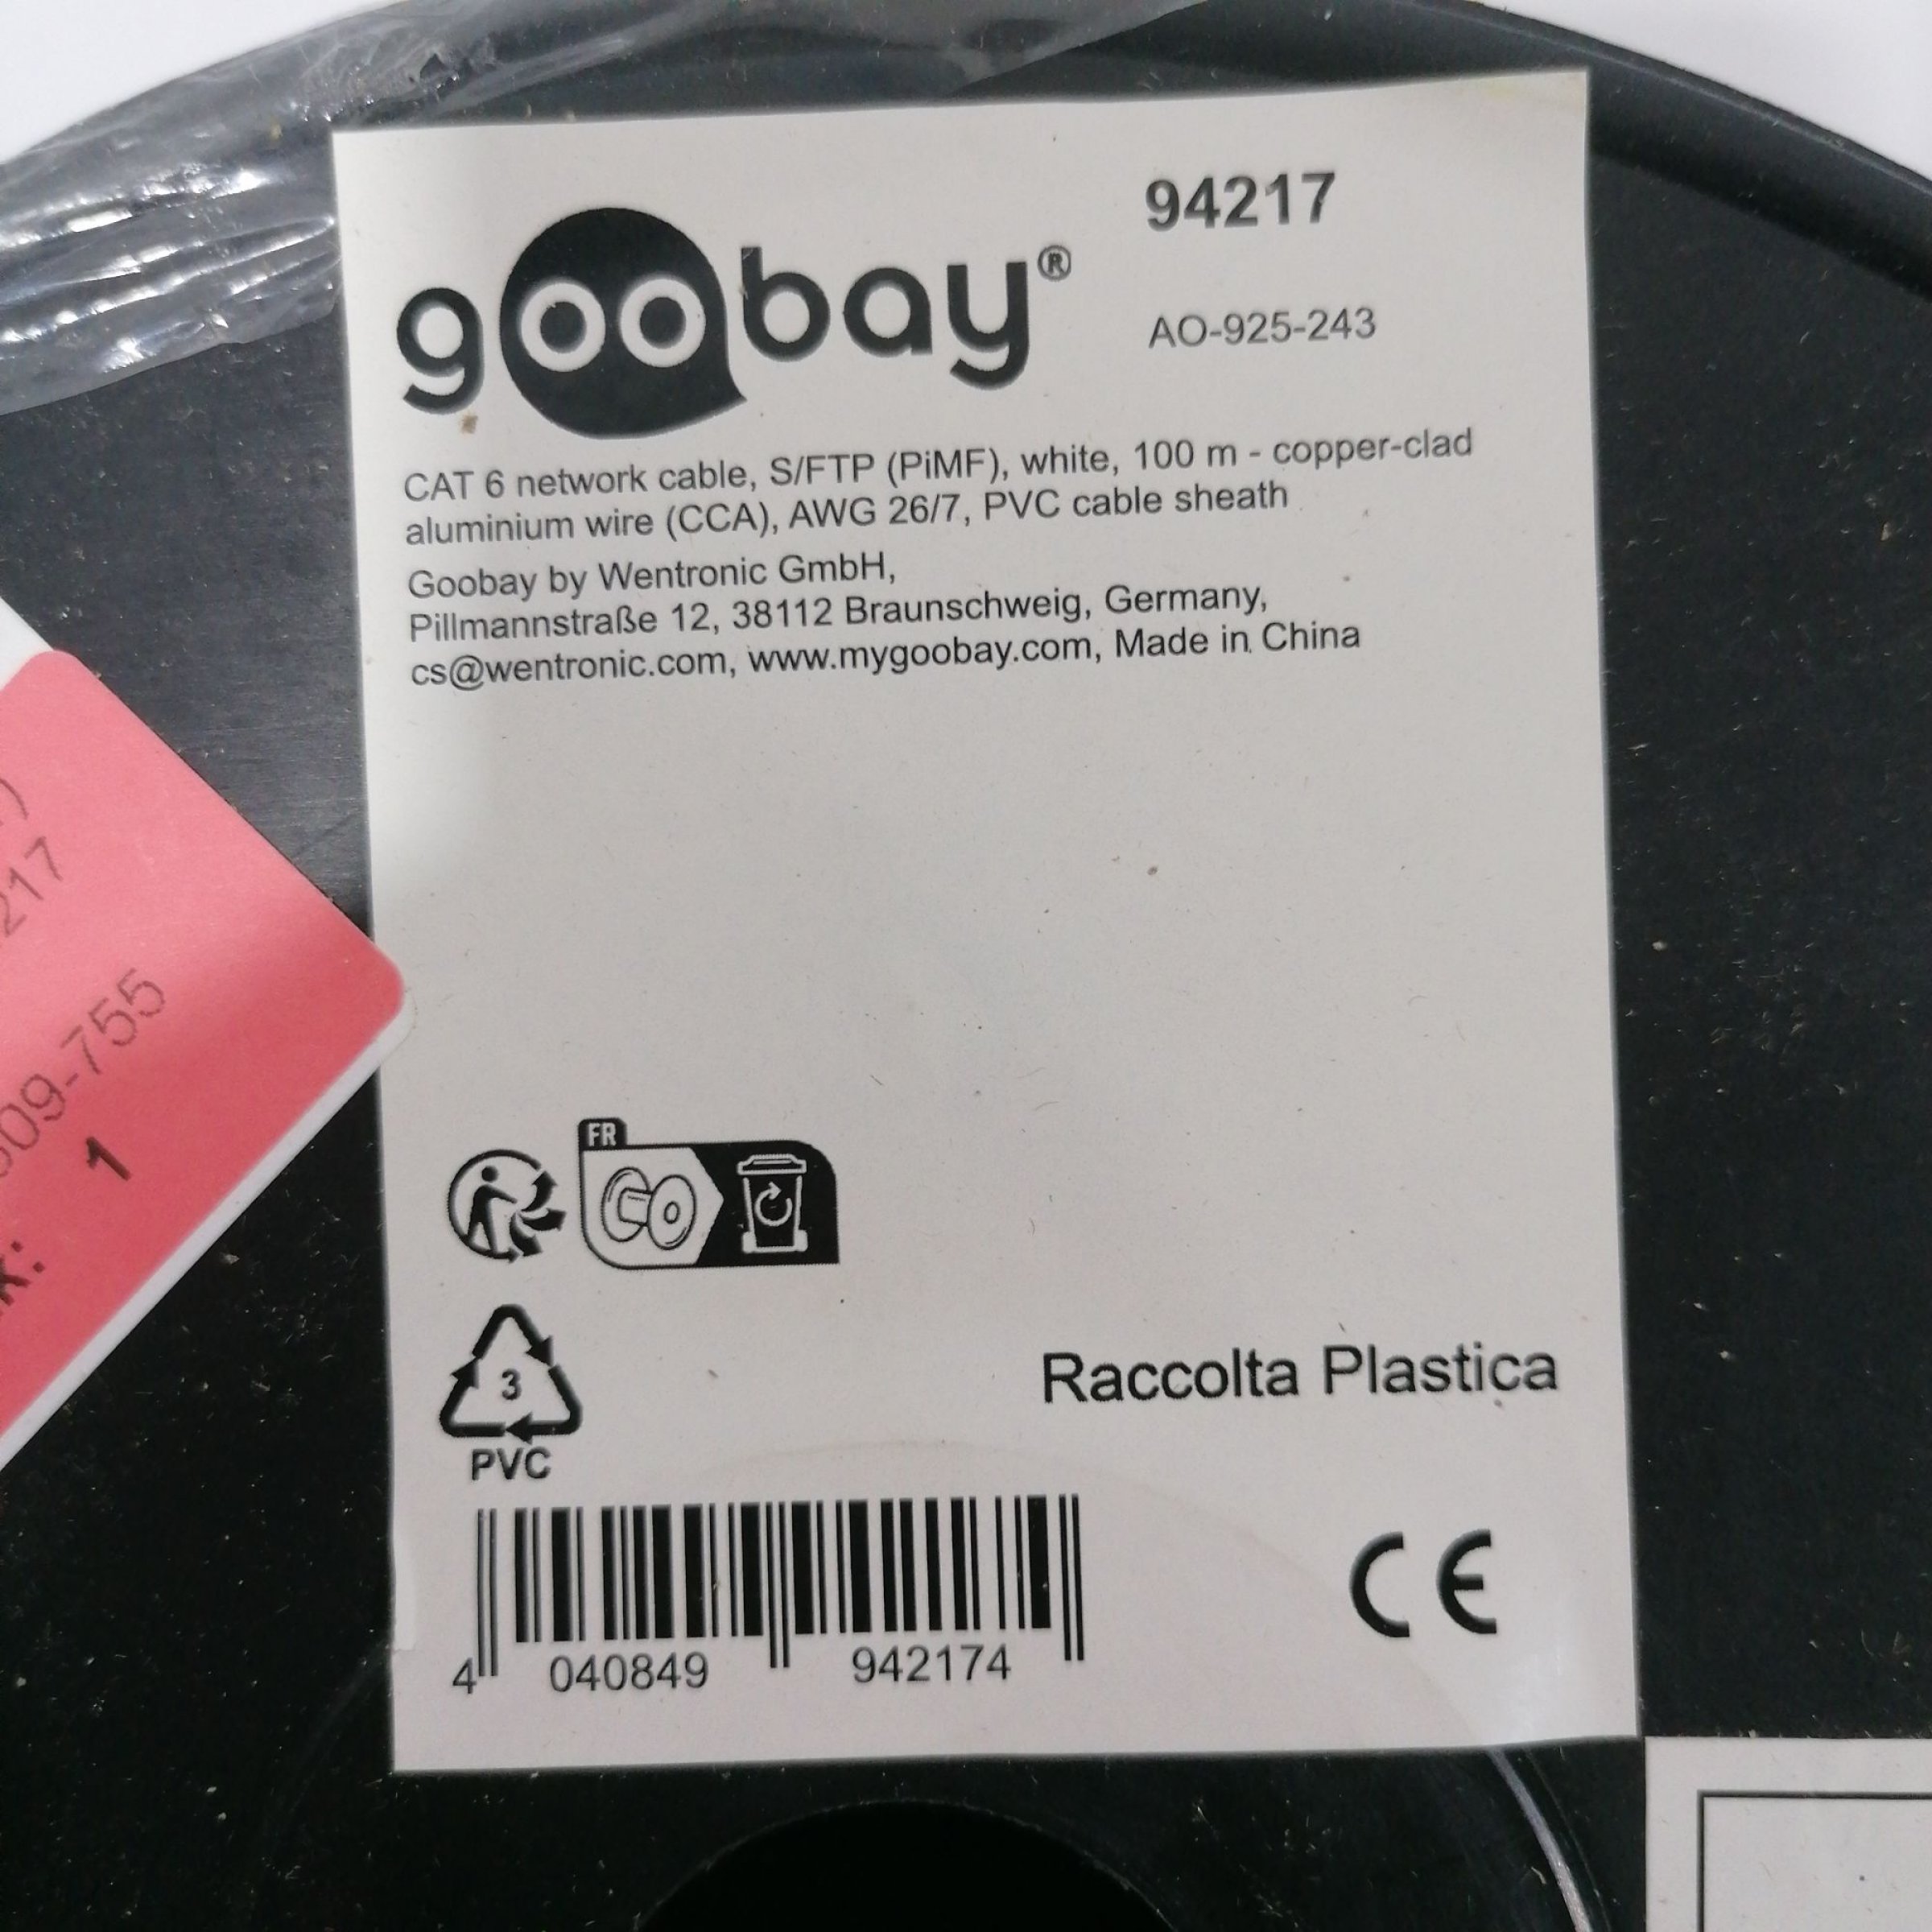 goobay®
94217
AO-925-243
CAT 6 network cable, S/FTP (PiMF), white, 100 m - copper-clad
aluminium wire (CCA), AWG 26/7, PVC cable sheath
Goobay by Wentronic GmbH,
Pillmannstraße 12, 38112 Braunschweig, Germany,
cs@wentronic.com, www.mygoobay.com, Made in China
217
09-755
1
FR
3
PVC
Raccolta Plastica
4 040849 942174
CE